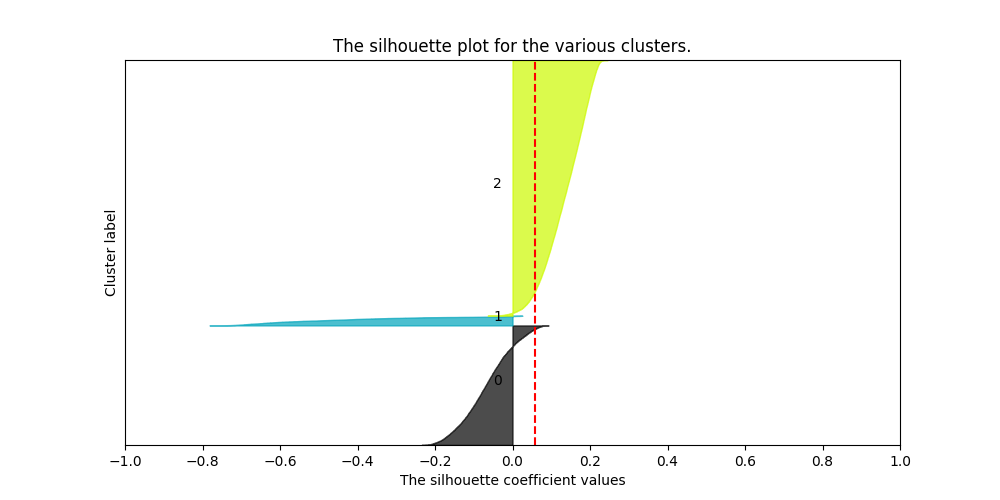 The silhouette plot for the various clusters.
Cluster label
2
1
0
−1.0 −0.8 −0.6 −0.4 −0.2 0.0 0.2 0.4 0.6 0.8 1.0
The silhouette coefficient values